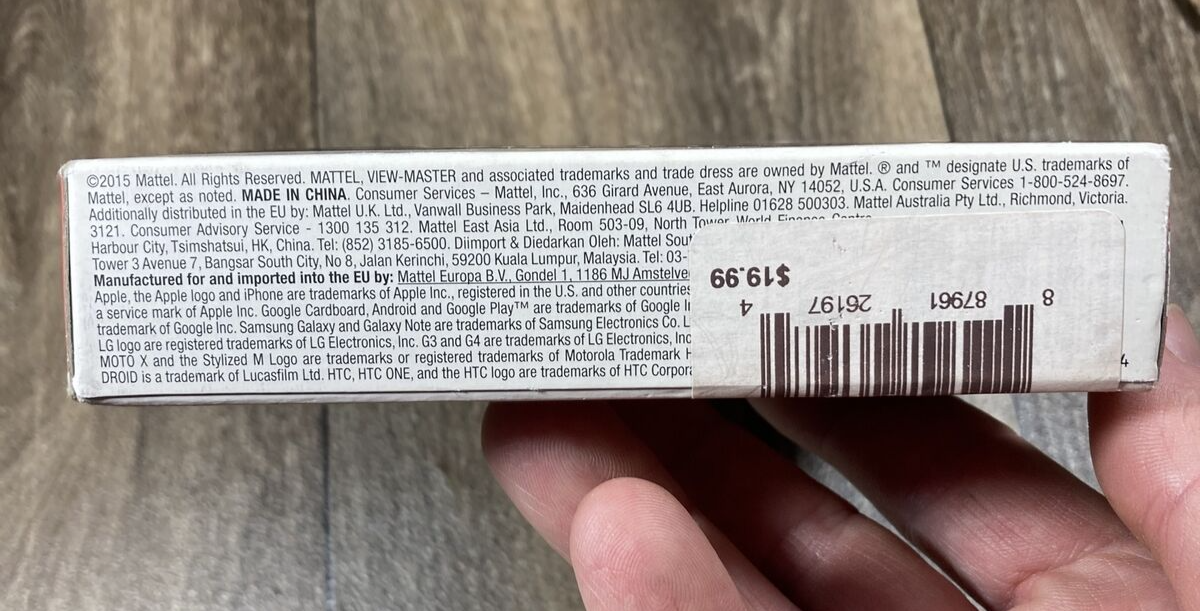 ©2015 Mattel. All Rights Reserved. MATTEL, VIEW-MASTER and associated trademarks and trade dress are owned by Mattel. ® and ™ designate U.S. trademarks of
Mattel, except as noted. MADE IN CHINA. Consumer Services – Mattel, Inc., 636 Girard Avenue, East Aurora, NY 14052, U.S.A. Consumer Services 1-800-524-8697.
Additionally distributed in the EU by: Mattel U.K. Ltd., Vanwall Business Park, Maidenhead SL6 4UB. Helpline 01628 500303. Mattel Australia Pty Ltd., Richmond, Victoria.
3121. Consumer Advisory Service - 1300 135 312. Mattel East Asia Ltd., Room 503-09, North Tower World Finance Centre
Harbour City, Tsimshatsui, HK, China. Tel: (852) 3185-6500. Diimport & Diedarkan Oleh: Mattel
Tower 3 Avenue 7, Bangsar South City, No 8, Jalan Kerinchi, 59200 Kuala Lumpur, Malaysia. Tel: 03-
Manufactured for and imported into the EU by: Mattel Europa B.V., Gondel 1, 1186 MJ
Apple, the Apple logo and iPhone are trademarks of Apple Inc., registered in the U.S. and other countries
a service mark of Apple Inc. Google Cardboard, Android and Google Play™ are trademarks of Google
trademark of Google Inc. Samsung Galaxy and Galaxy Note are trademarks of Samsung Electronics Co.
LG logo are registered trademarks of LG Electronics, Inc. G3 and G4 are trademarks of LG Electronics, Inc
MOTO X and the Stylized M Logo are trademarks or registered trademarks of Motorola Trademark
DROID is a trademark of Lucasfilm Ltd. HTC, HTC ONE, and the HTC logo are trademarks of HTC
8 87961 26197 4
$19.99
4